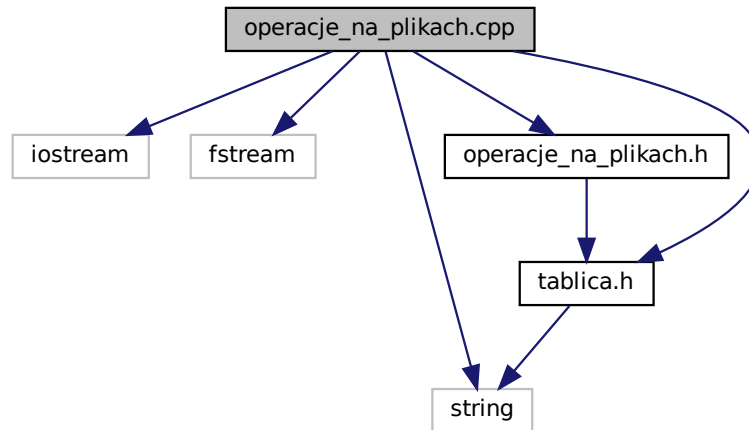 operacje_na_plikach.cpp
iostream
fstream
operacje_na_plikach.h
tablica.h
string